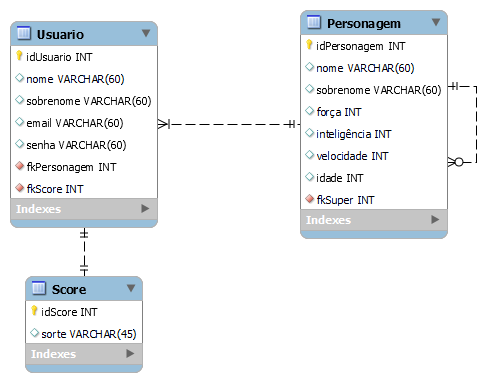 Usuario
idUsuario INT
nome VARCHAR(60)
sobrenome VARCHAR(60)
email VARCHAR(60)
senha VARCHAR(60)
fkPersonagem INT
fkScore INT
Indexes
Personagem
idPersonagem INT
nome VARCHAR(60)
sobrenome VARCHAR(60)
força INT
inteligência INT
velocidade INT
idade INT
fkSuper INT
Indexes
Score
idScore INT
sorte VARCHAR(45)
Indexes